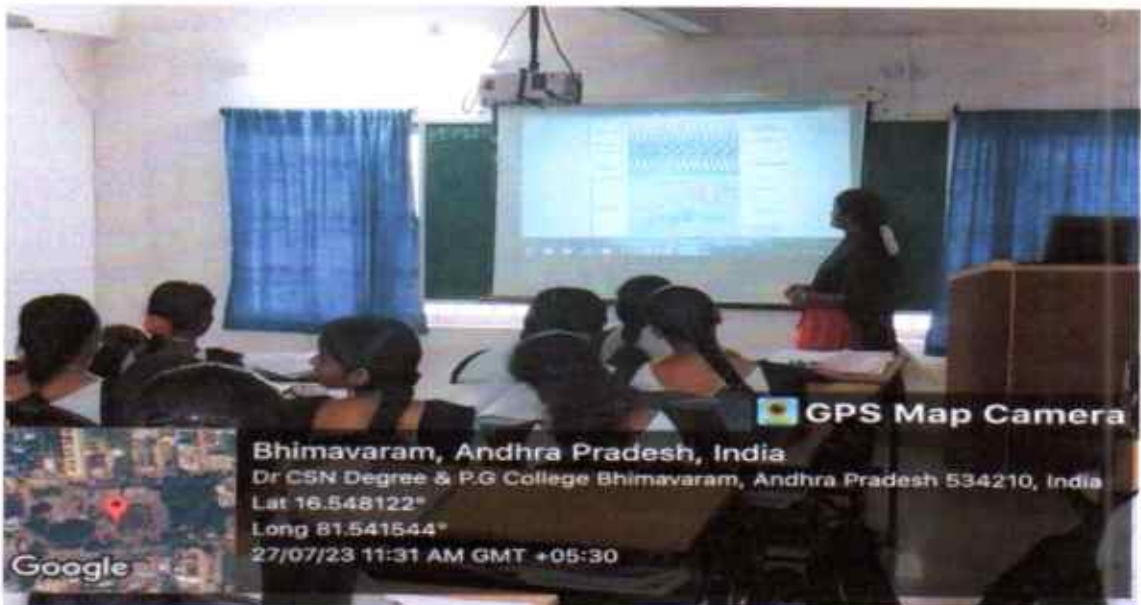 GPS Map Camera
Bhimavaram, Andhra Pradesh, India
Dr CSN Degree & P.G College Bhimavaram, Andhra Pradesh 534210, India
Lat 16.548122°
Long 81.541544°
27/07/23 11:31 AM GMT +05:30
Google